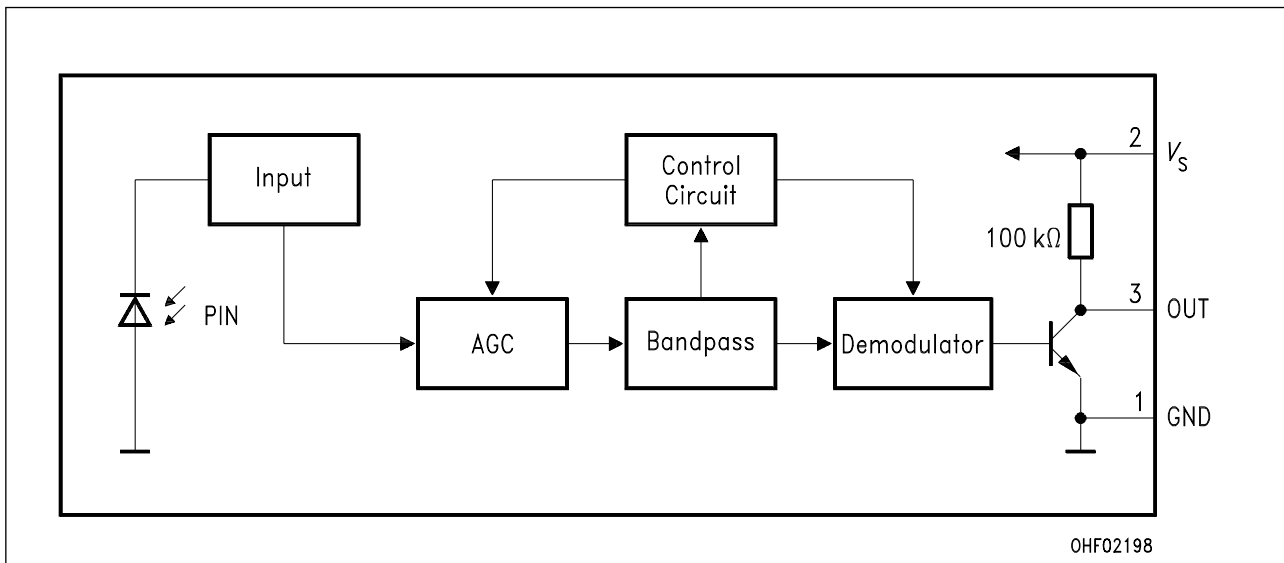 Input
PIN
Control
Circuit
AGC
Bandpass
Demodulator
100 kΩ
2
V_S
3
OUT
1
GND
OHF02198